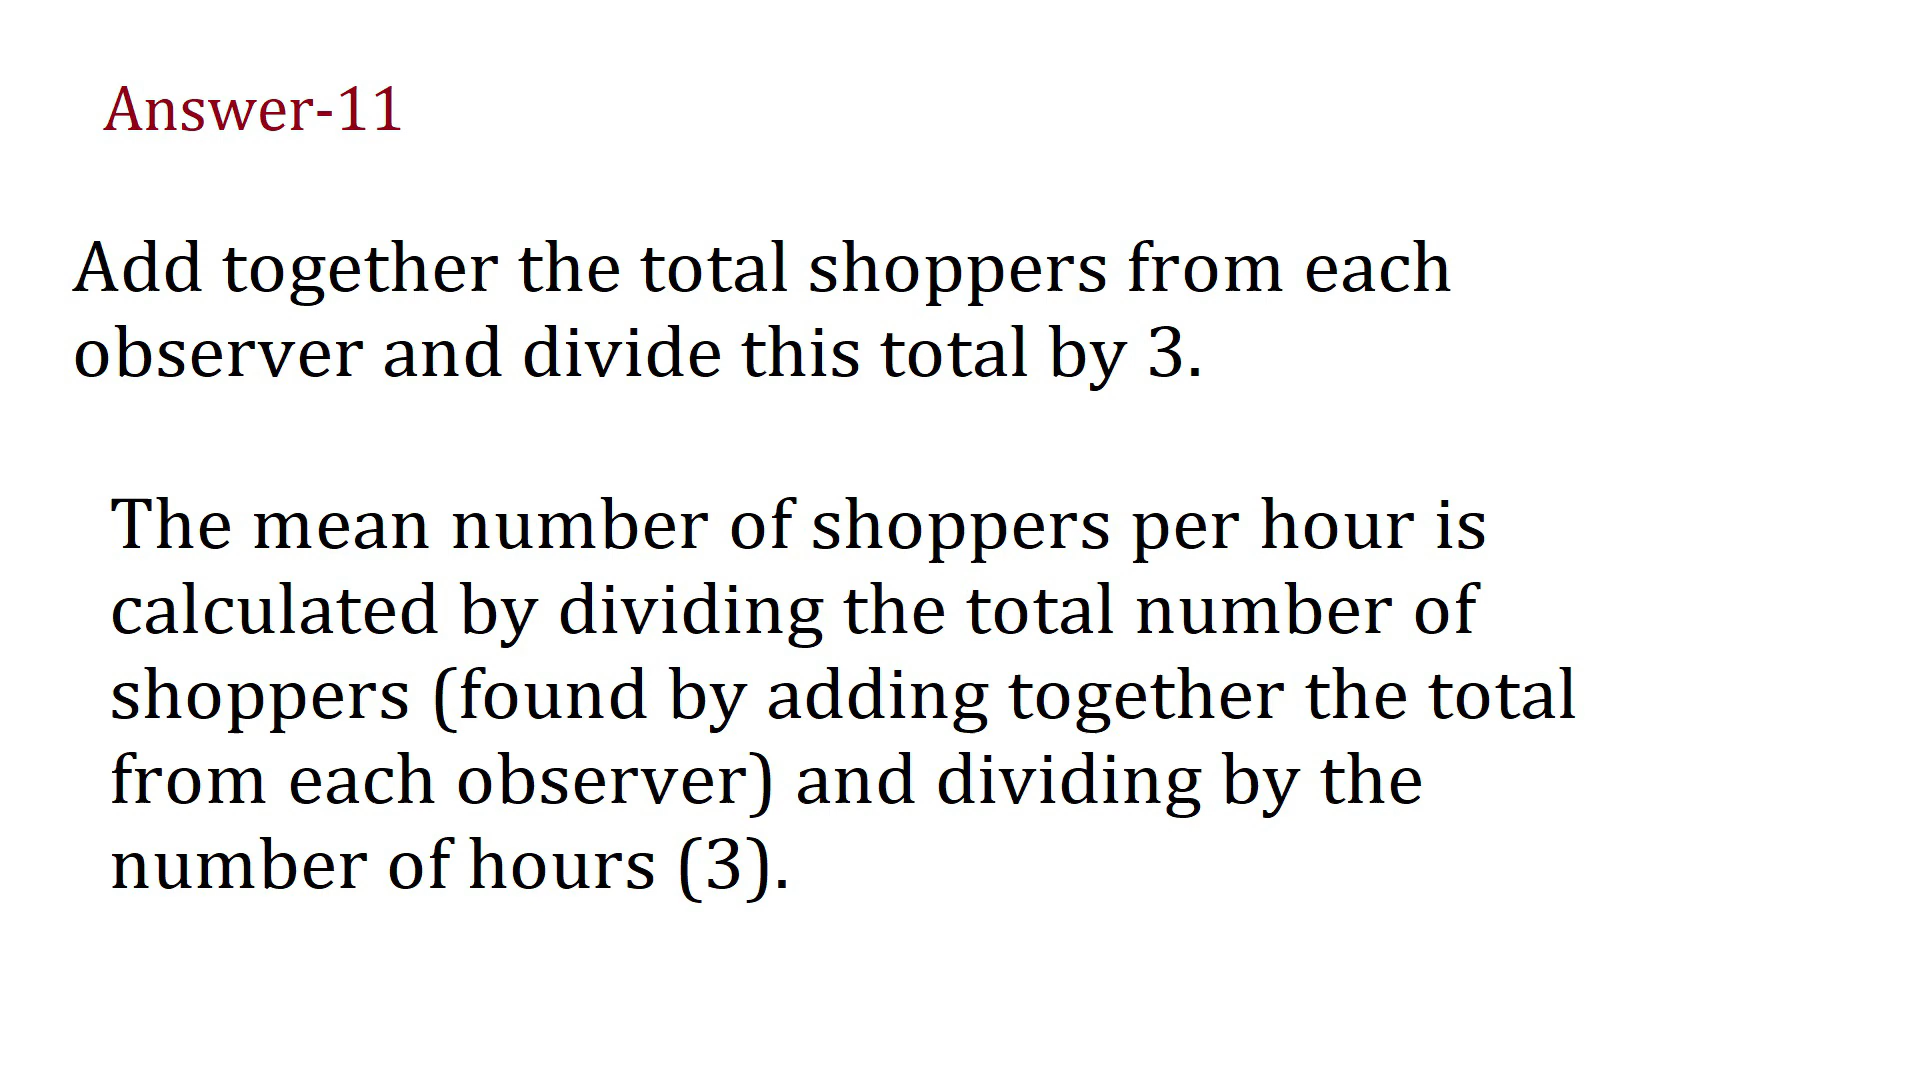 Answer-11
Add together the total shoppers from each
observer and divide this total by 3.
The mean number of shoppers per hour is
calculated by dividing the total number of
shoppers (found by adding together the total
from each observer) and dividing by the
number of hours (3).